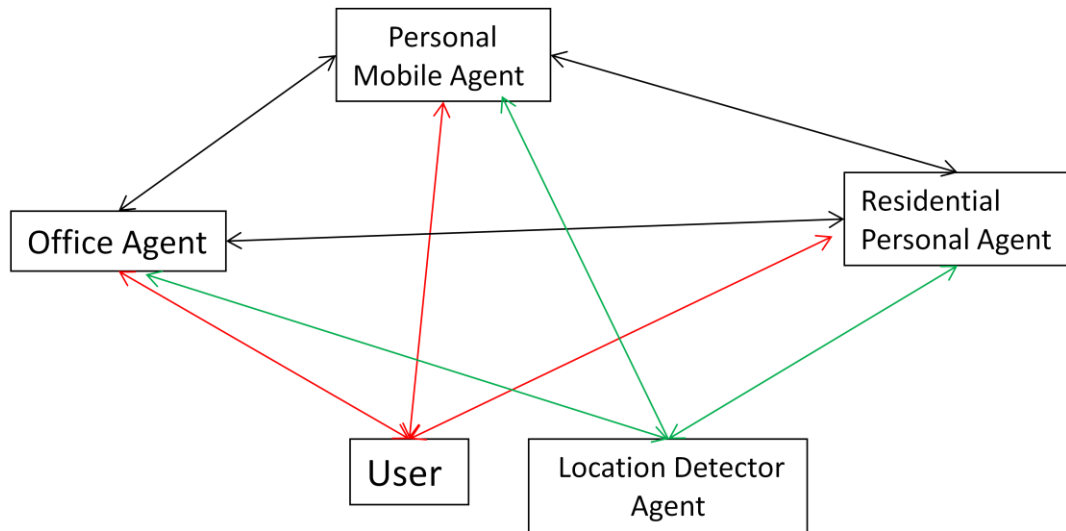 Personal
Mobile Agent
Residential
Personal Agent
Office Agent
User
Location Detector
Agent